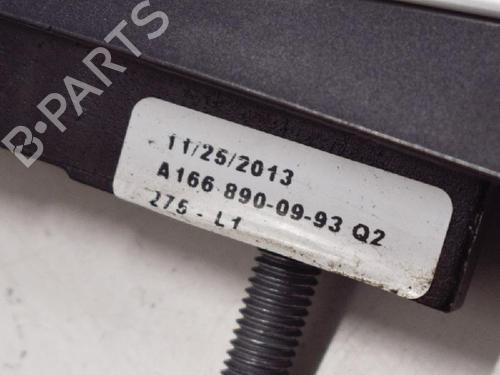 B-PARTS
11/25/2013
A166 890-09-93 Q2
275 - L1